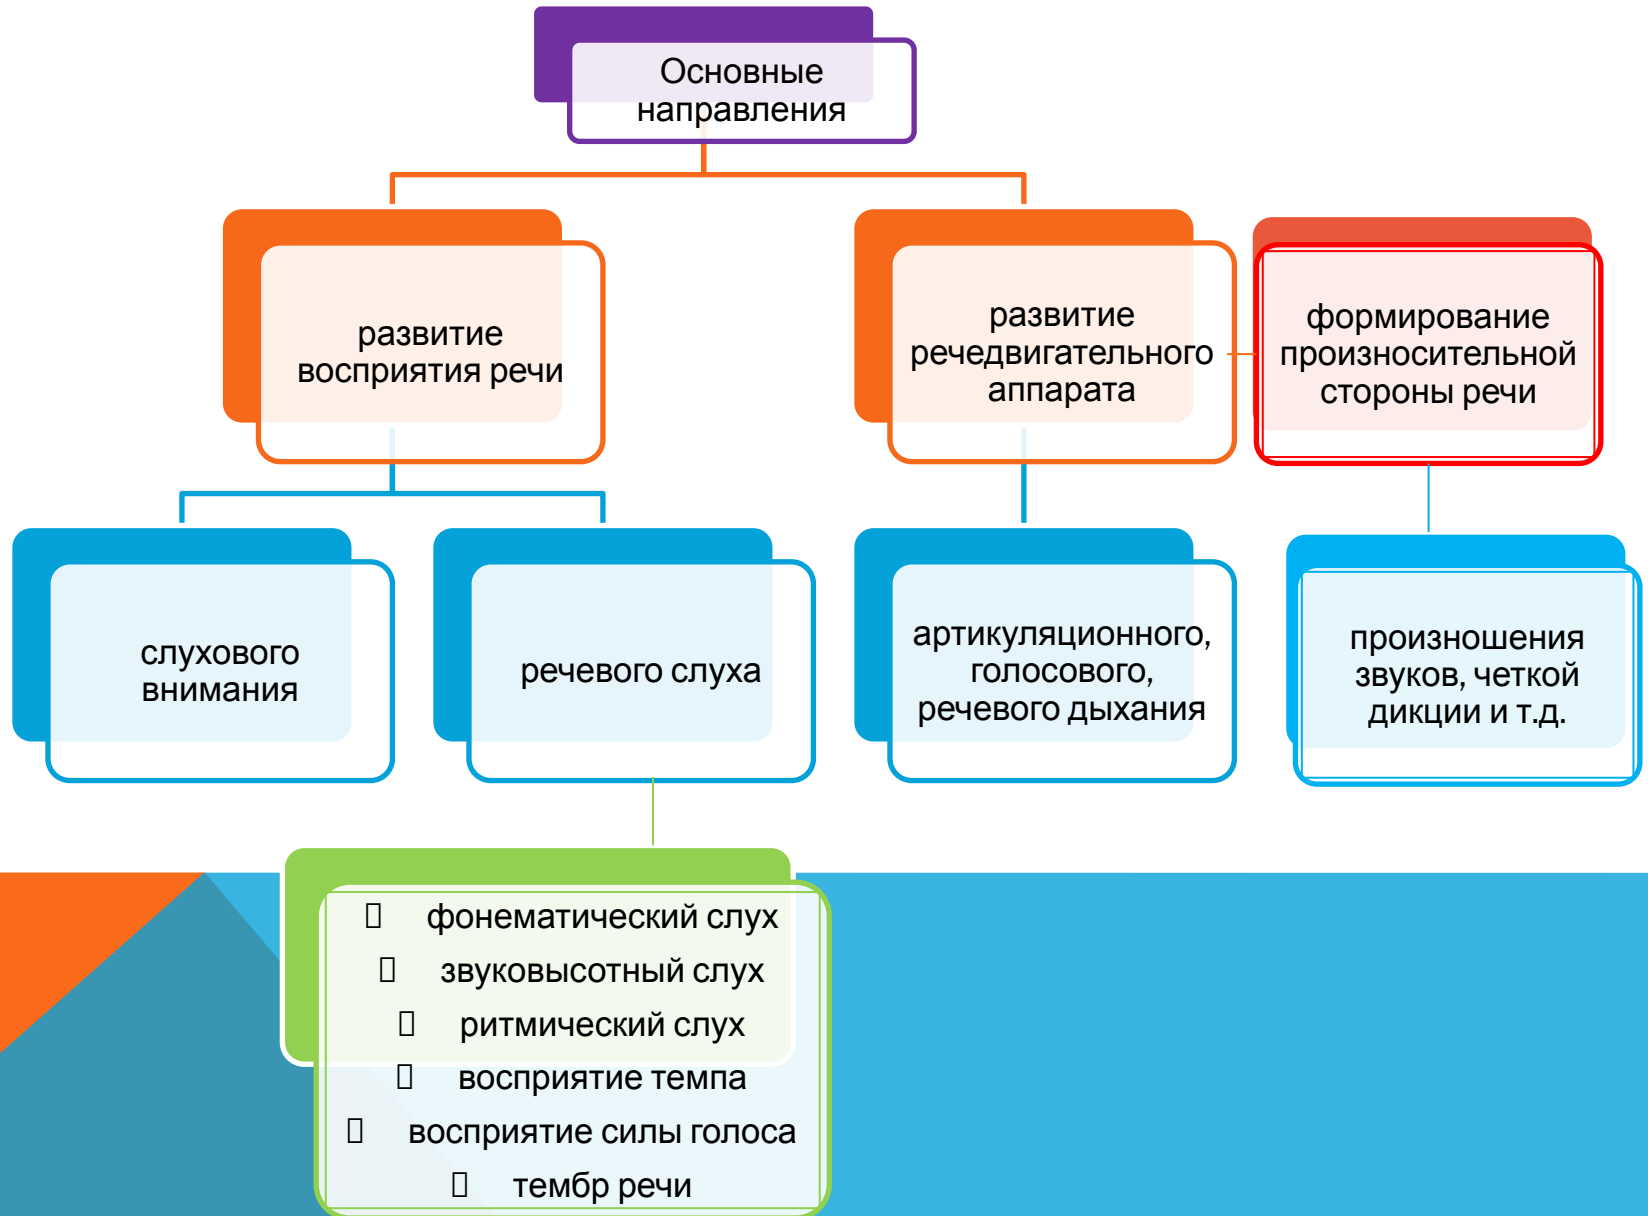 Основные
направления
развитие
восприятия речи
развитие
речедвигательного
аппарата
формирование
произносительной
стороны речи
слухового
внимания
речевого слуха
артикуляционного,
голосового,
речевого дыхания
произношения
звуков, четкой
дикции и т.д.
фонематический слух
звуковысотный слух
ритмический слух
восприятие темпа
восприятие силы голоса
тембр речи